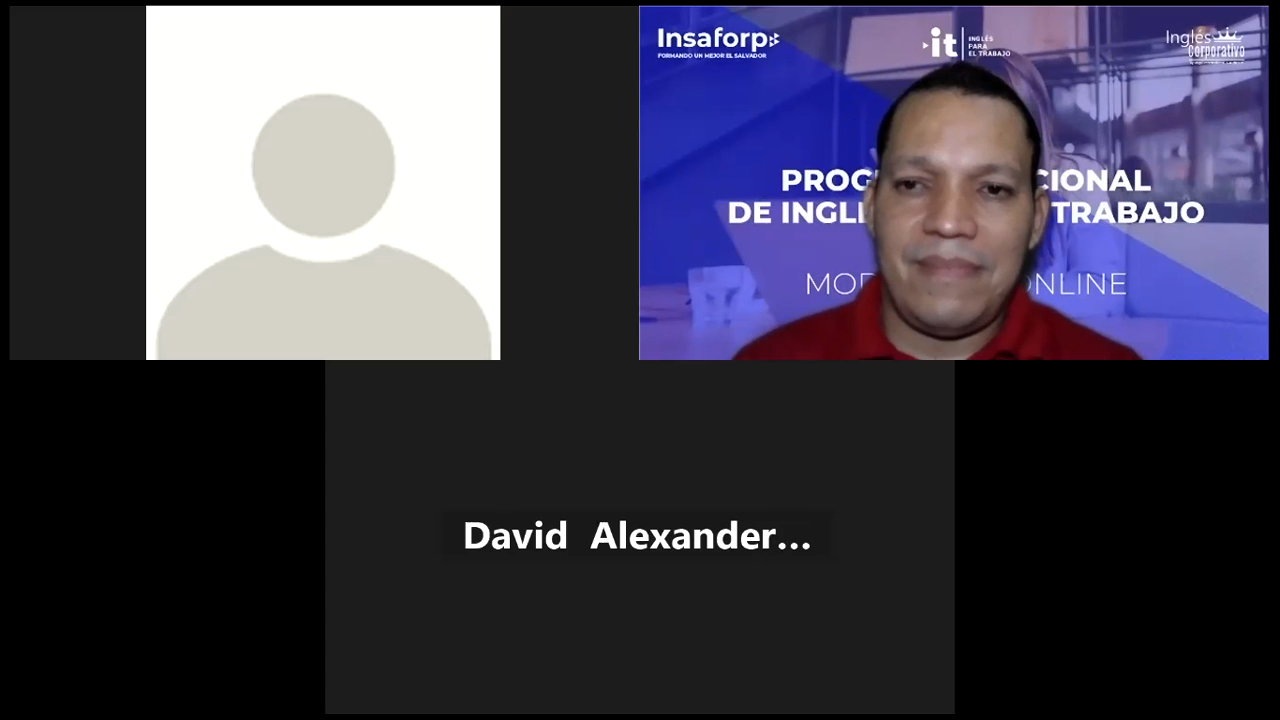 Insaforp
FORMANDO UN MEJOR EL SALVADOR
it
INGLÉS
PARA
EL TRABAJO
Inglés
Corporativo
PROG CIONAL
DE INGL TRABAJO
MOD ONLINE
David Alexander...